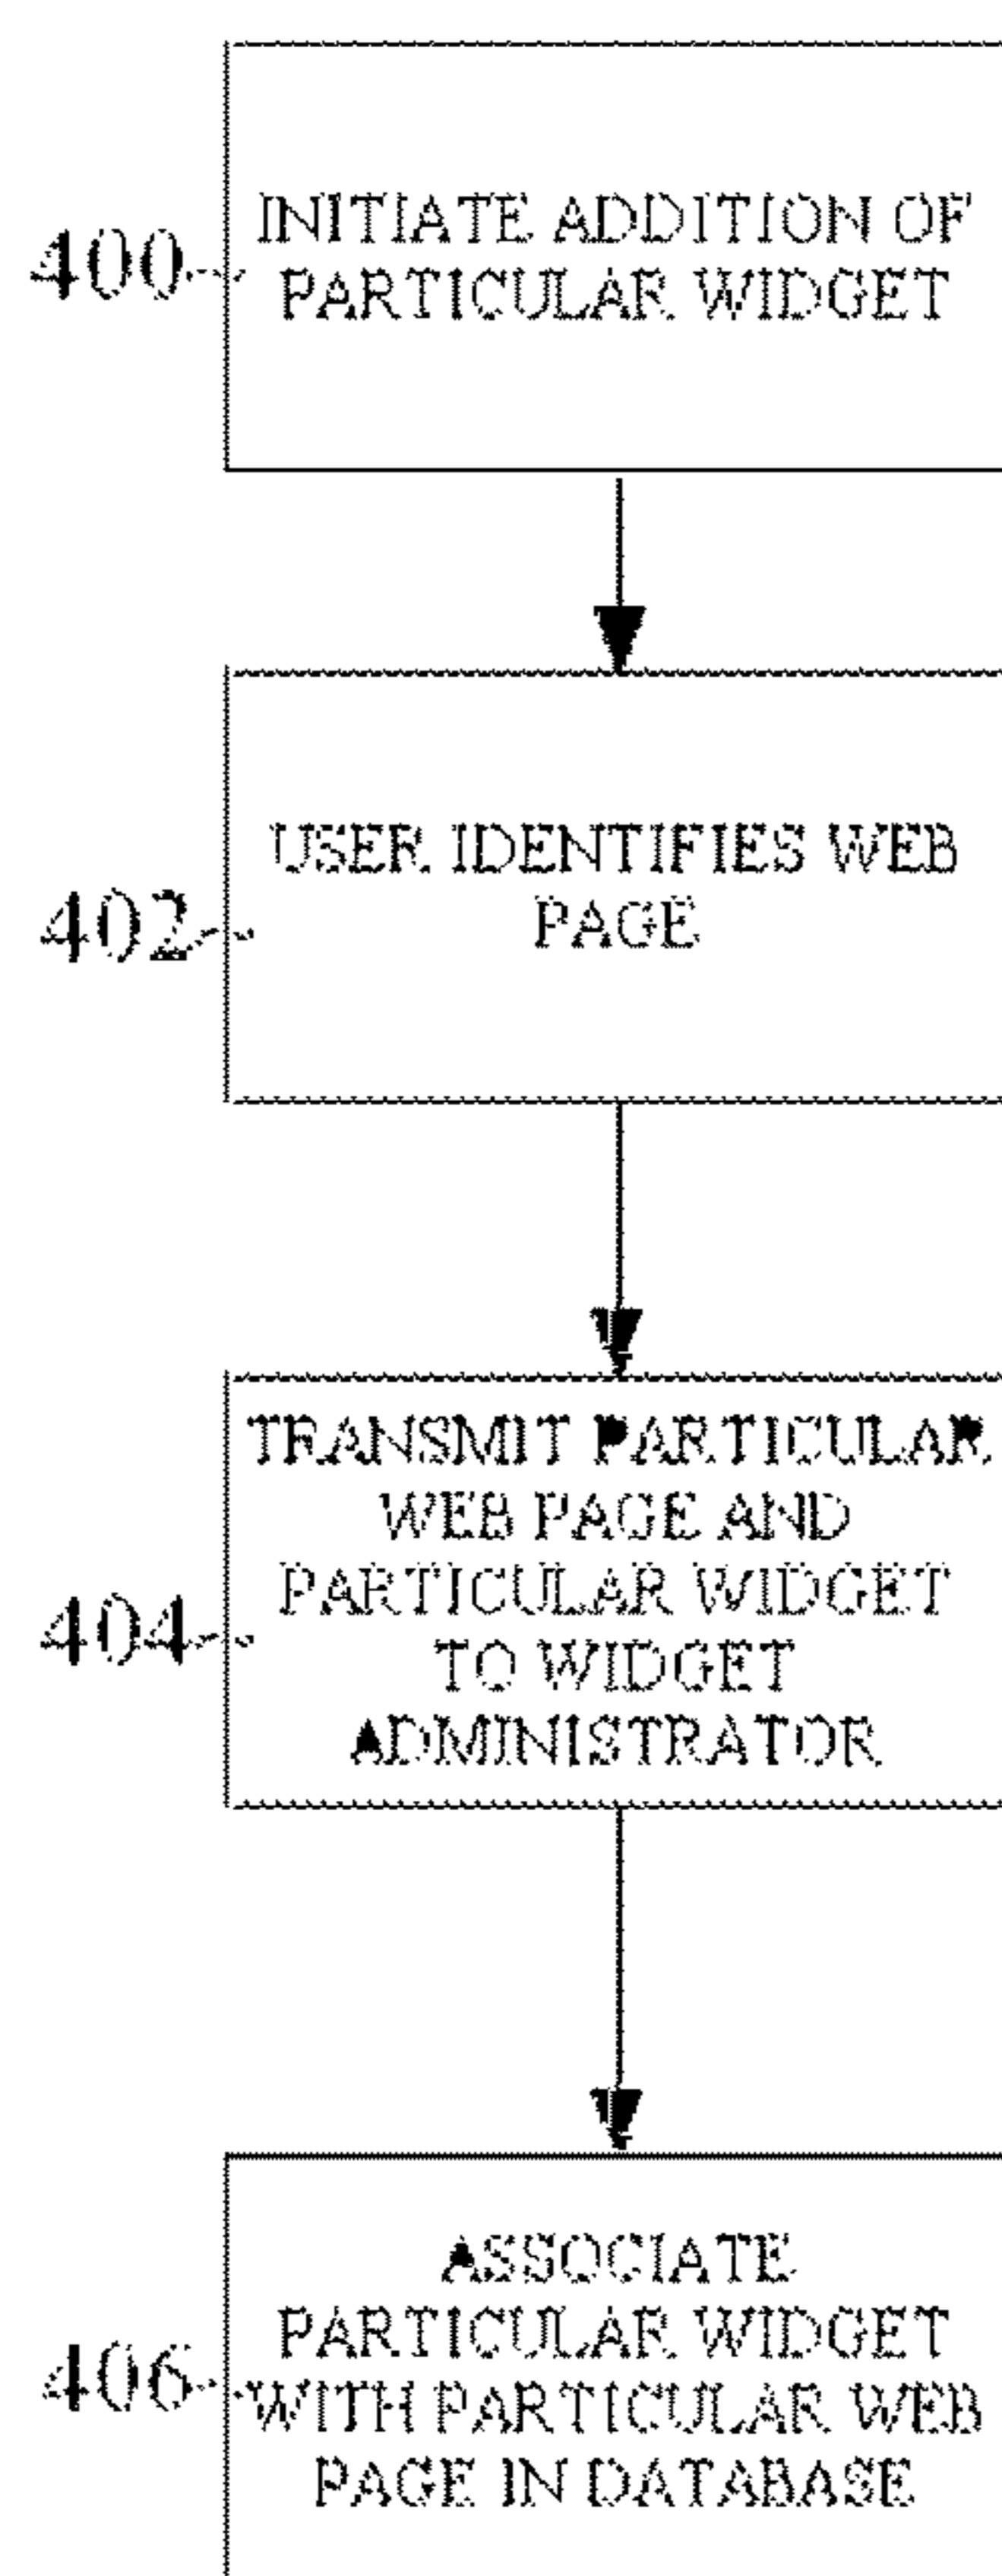 400
INITIATE ADDITION OF
PARTICULAR WIDGET
402
USER IDENTIFIES WEB
PAGE
404
TRANSMIT PARTICULAR
WEB PAGE AND
PARTICULAR WIDGET
TO WIDGET
ADMINISTRATOR
406
ASSOCIATE
PARTICULAR WIDGET
WITH PARTICULAR WEB
PAGE IN DATABASE